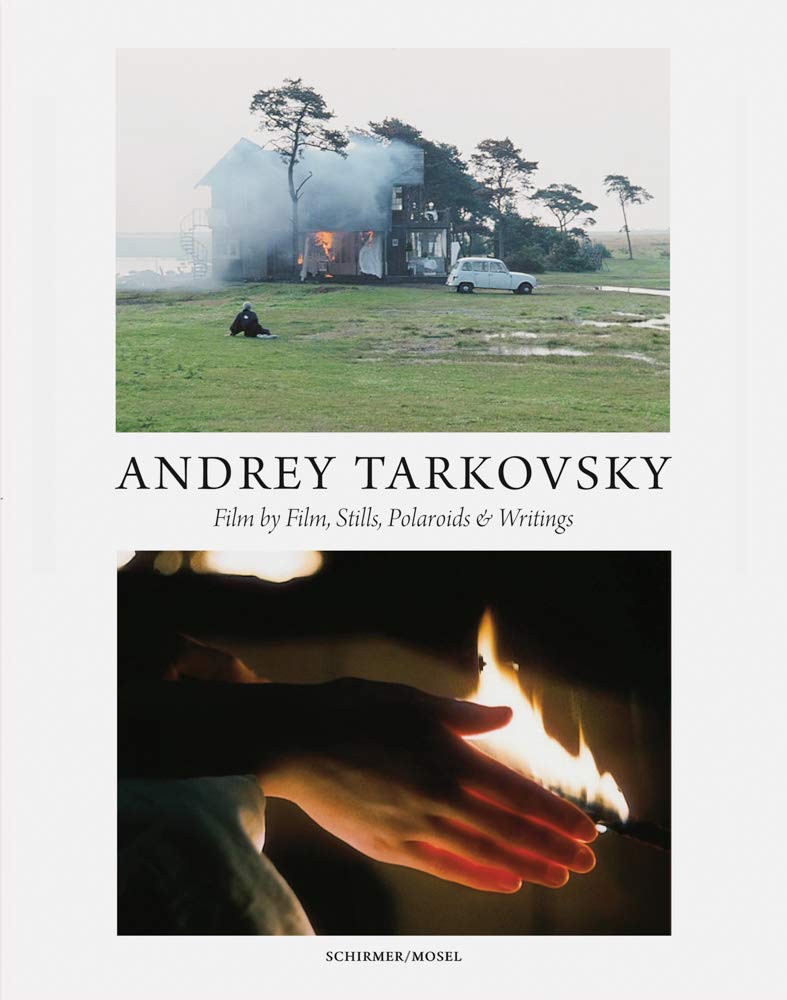 ANDREY TARKOVSKY
Film by Film, Stills, Polaroids & Writings
SCHIRMER/MOSEL